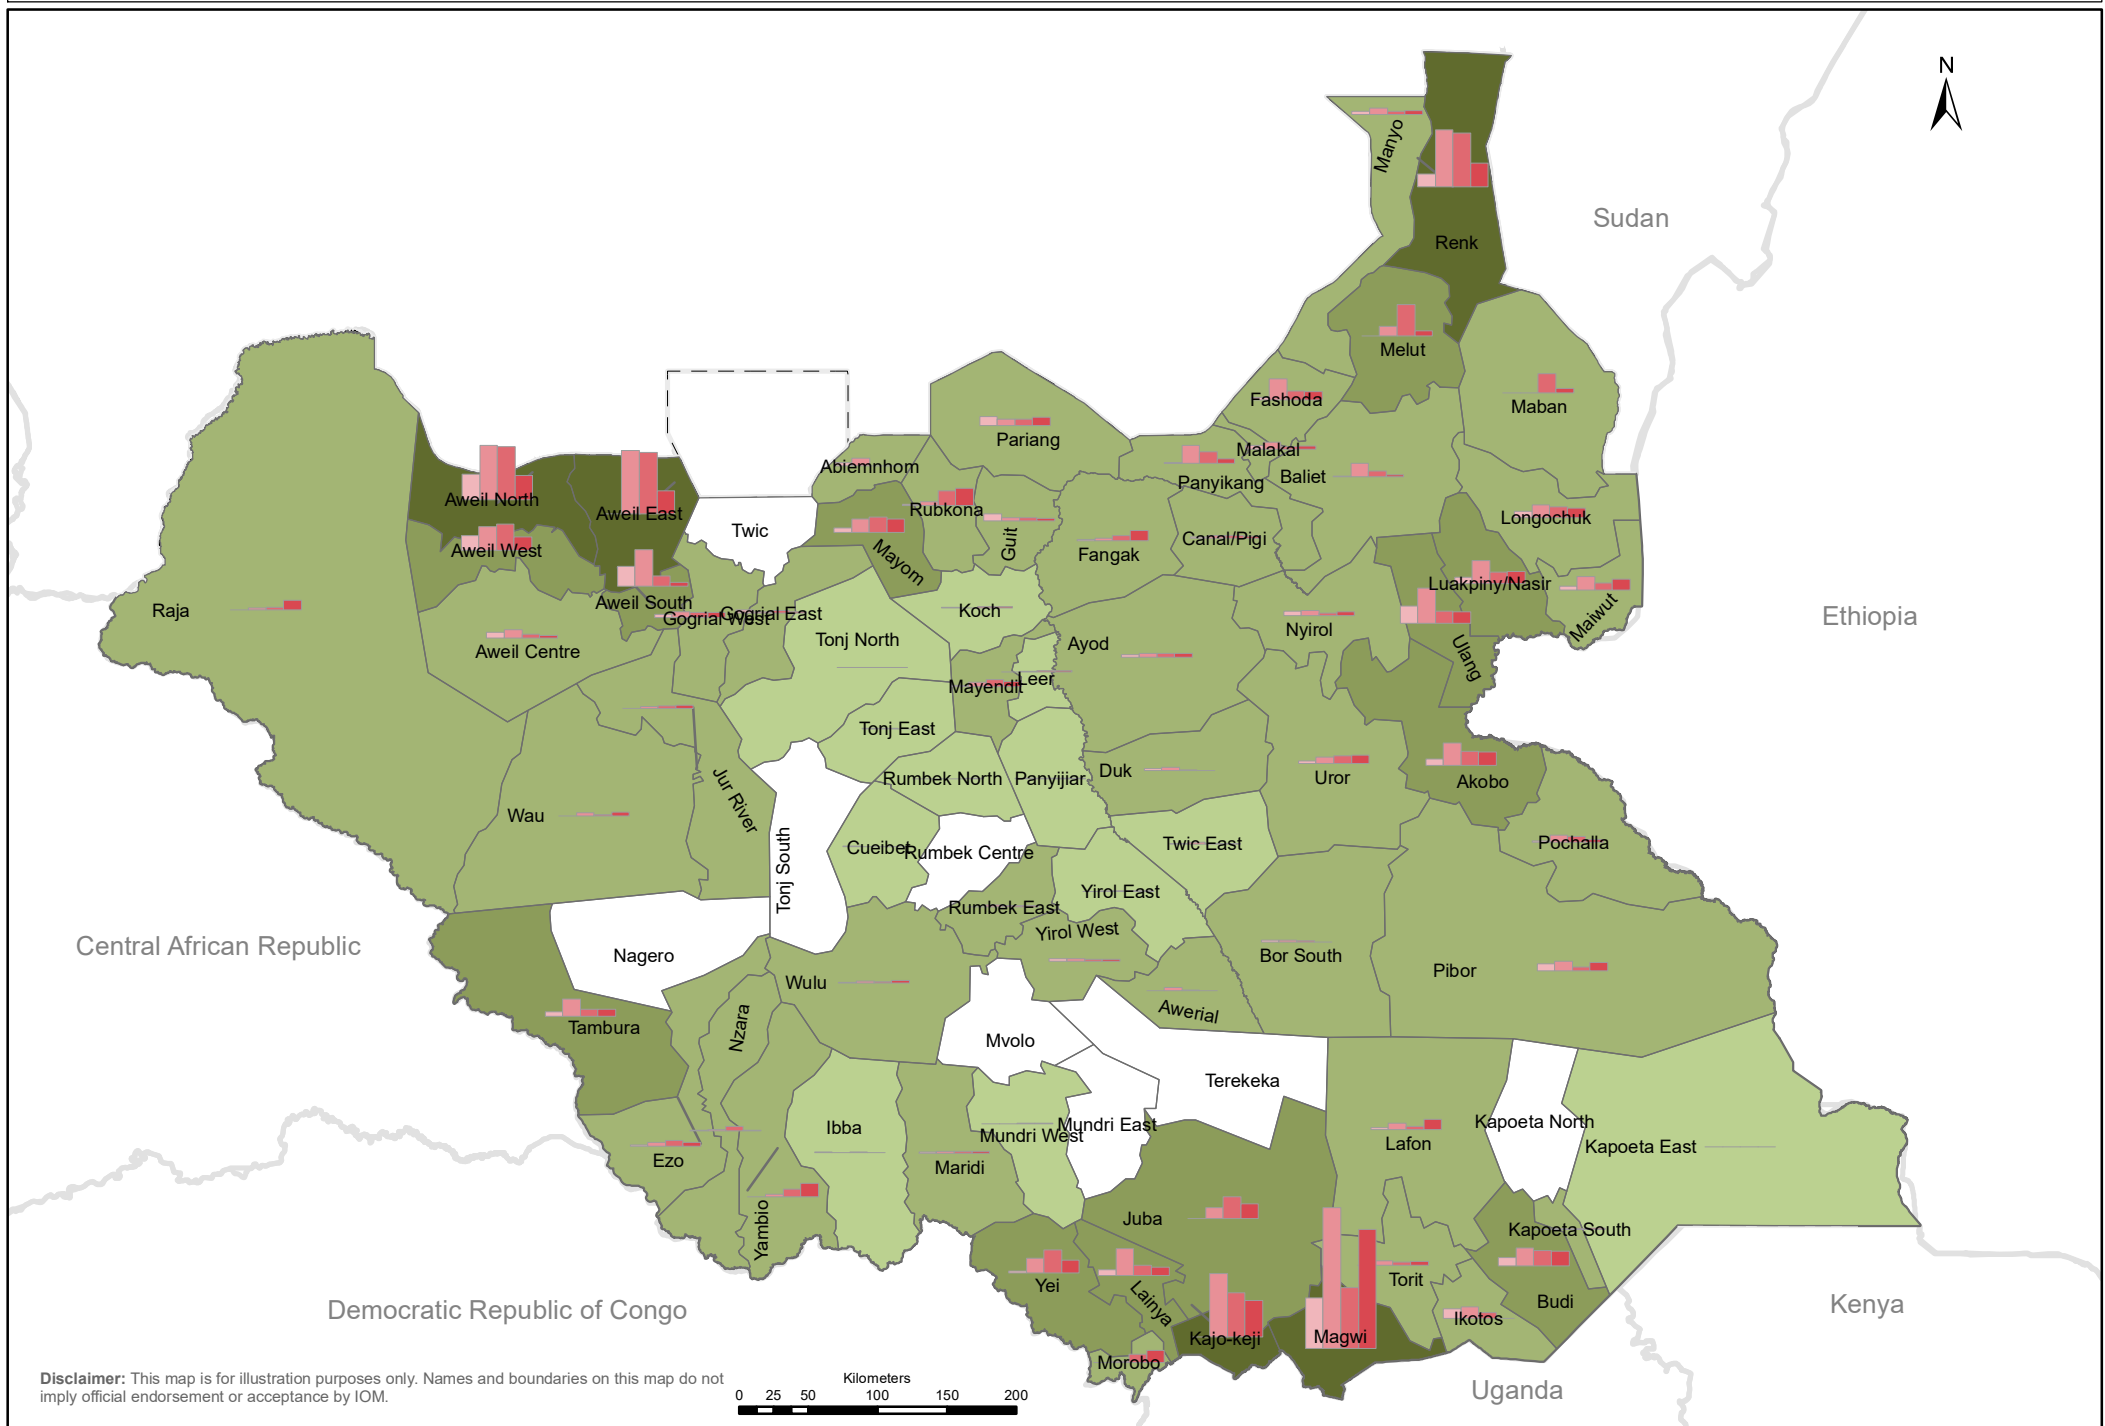 N
Manyo
Sudan
Renk
Melut
Fashoda
Maban
Pariang
Malakal
Abiemnhom
Baliet
Panyikang
Aweil North
Rubkona
Aweil East
Longochuk
Twic
Canal/Pigi
Guit
Aweil West
Fangak
Mayom
Luakpiny/Nasir
Aweil South
Raja
Koch
Gogrial East
Gogrial West
Ethiopia
Maiwut
Nyirol
Tonj North
Ayod
Aweil Centre
Ulang
Leer
Mayendit
Tonj East
Duk
Rumbek North
Panyijiar
Uror
Akobo
Jur River
Wau
Pochalla
Twic East
Cueibet
Rumbek Centre
Tonj South
Yirol East
Rumbek East
Yirol West
Central African Republic
Nagero
Bor South
Pibor
Wulu
Awerial
Tambura
Nzara
Mvolo
Terekeka
Kapoeta North
Mundri East
Ibba
Mundri West
Lafon
Kapoeta East
Ezo
Maridi
Juba
Yambio
Kapoeta South
Torit
Yei
Lainya
Budi
Kenya
Democratic Republic of Congo
Ikotos
Kajo-keji
Magwi
Morobo
Uganda
Disclaimer: This map is for illustration purposes only. Names and boundaries on this map do not
imply official endorsement or acceptance by IOM.
Kilometers
0 25 50 100 150 200